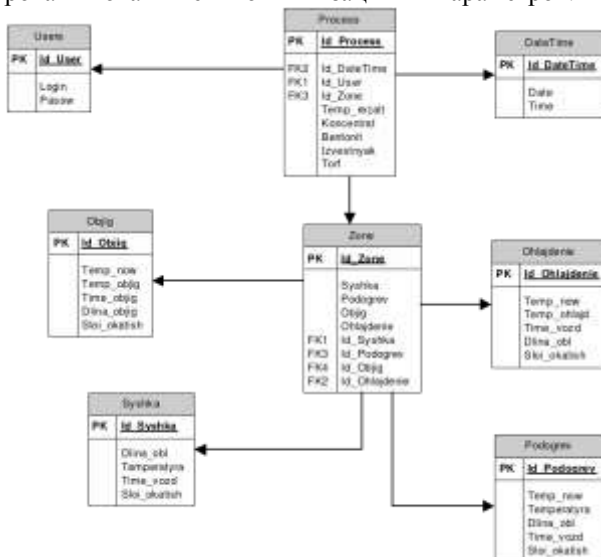 Process
PK Id_Process
FK2 Id_DateTime
FK1 Id_User
FK3 Id_Zone
Koncentrat
Bentonit
Izvestnyak
Torf
Users
PK Id_User
Login
Passw
DateTime
PK Id_DateTime
Date
Time
Objig
PK Id_Objig
Temp_now
Temp_objig
Time_objig
Dlina_objig
Sloi_okatish
Zone
PK Id_Zone
Syshka
Podogrev
Objig
Ohlajdenie
FK1 Id_Syshka
FK3 Id_Podogrev
FK4 Id_Objig
FK2 Id_Ohlajdenie
Ohlajdenie
PK Id_Ohlajdenie
Temp_now
Temp_ohlajd
Time_vozd
Dlina_obl
Sloi_okatish
Syshka
PK Id_Syshka
Dlina_obl
Temperatyra
Time_vozd
Sloi_okatish
Podogrev
PK Id_Podogrev
Temp_now
Temperatyra
Dlina_obl
Time_vozd
Sloi_okatish